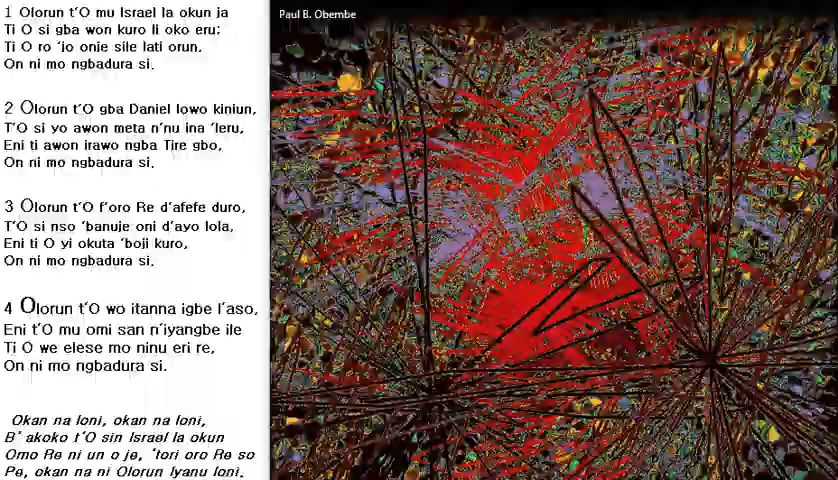 1 Olorun t'O mu Israel la okun ja
Ti O si gba won kuro li oko eru;
Ti O ro 'jo onje sile lati orun,
On ni mo ngbadura si.
2 Olorun t'O gba Daniel lowo kiniun,
T'O si yo awon meta n'nu ina 'leru,
Eni ti awon irawo ngba Tire gbo,
On ni mo ngbadura si.
3 Olorun t'O f'oro Re d'afefe duro,
T'O si nso 'banuje oni d'ayo lola,
Eni ti O yi okuta 'boji kuro,
On ni mo ngbadura si.
4 Olorun t'O wo itanna igbe l'aso,
Eni t'O mu omi san n'iyangbe ile
Ti O we elese mo ninu eri re,
On ni mo ngbadura si.
Okan na loni, okan na loni,
B' akoko t'O sin Israel la okun
Omo Re ni un o je, 'tori oro Re so
Pe, okan na ni Olorun Iyanu loni.
Paul B. Obembe